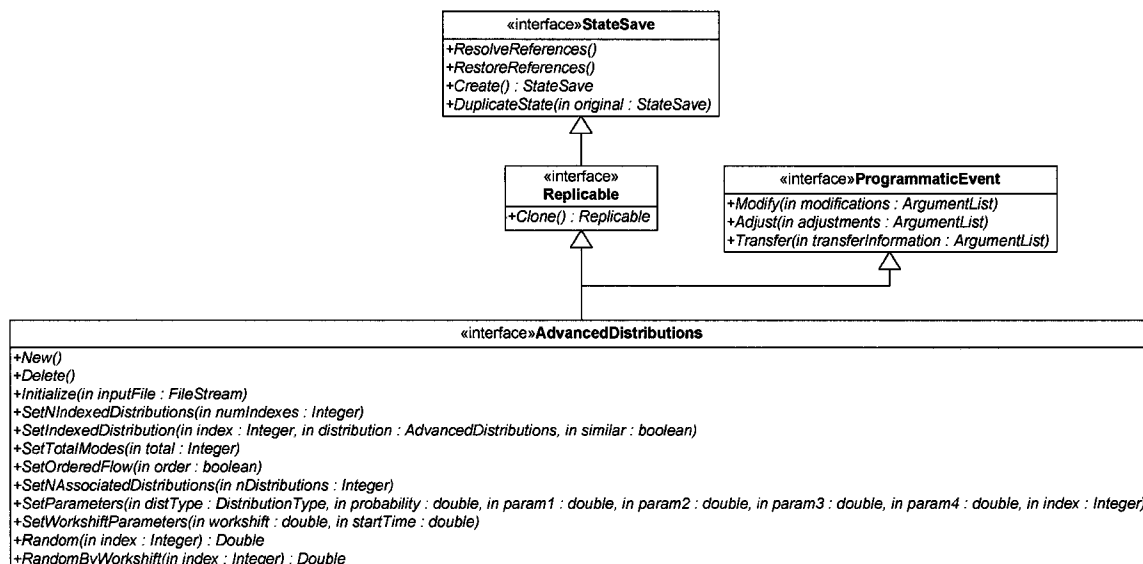 «interface»StateSave
+ResolveReferences()
+RestoreReferences()
+Create() : StateSave
+DuplicateState(in original : StateSave)
«interface»
Replicable
+Clone() : Replicable
«interface»ProgrammaticEvent
+Modify(in modifications : ArgumentList)
+Adjust(in adjustments : ArgumentList)
+Transfer(in transferInformation : ArgumentList)
«interface»AdvancedDistributions
+New()
+Delete()
+Initialize(in inputFile : FileStream)
+SetNIndexedDistributions(in numIndexes : Integer)
+SetIndexedDistribution(in index : Integer, in distribution : AdvancedDistributions, in similar : boolean)
+SetTotalModes(in total : Integer)
+SetOrderedFlow(in order : boolean)
+SetNAssociatedDistributions(in nDistributions : Integer)
+SetParameters(in distType : DistributionType, in probability : double, in param1 : double, in param2 : double, in param3 : double, in param4 : double, in index : Integer)
+SetWorkshiftParameters(in workshift : double, in startTime : double)
+Random(in index : Integer) : Double
+RandomByWorkshift(in index : Integer) : Double